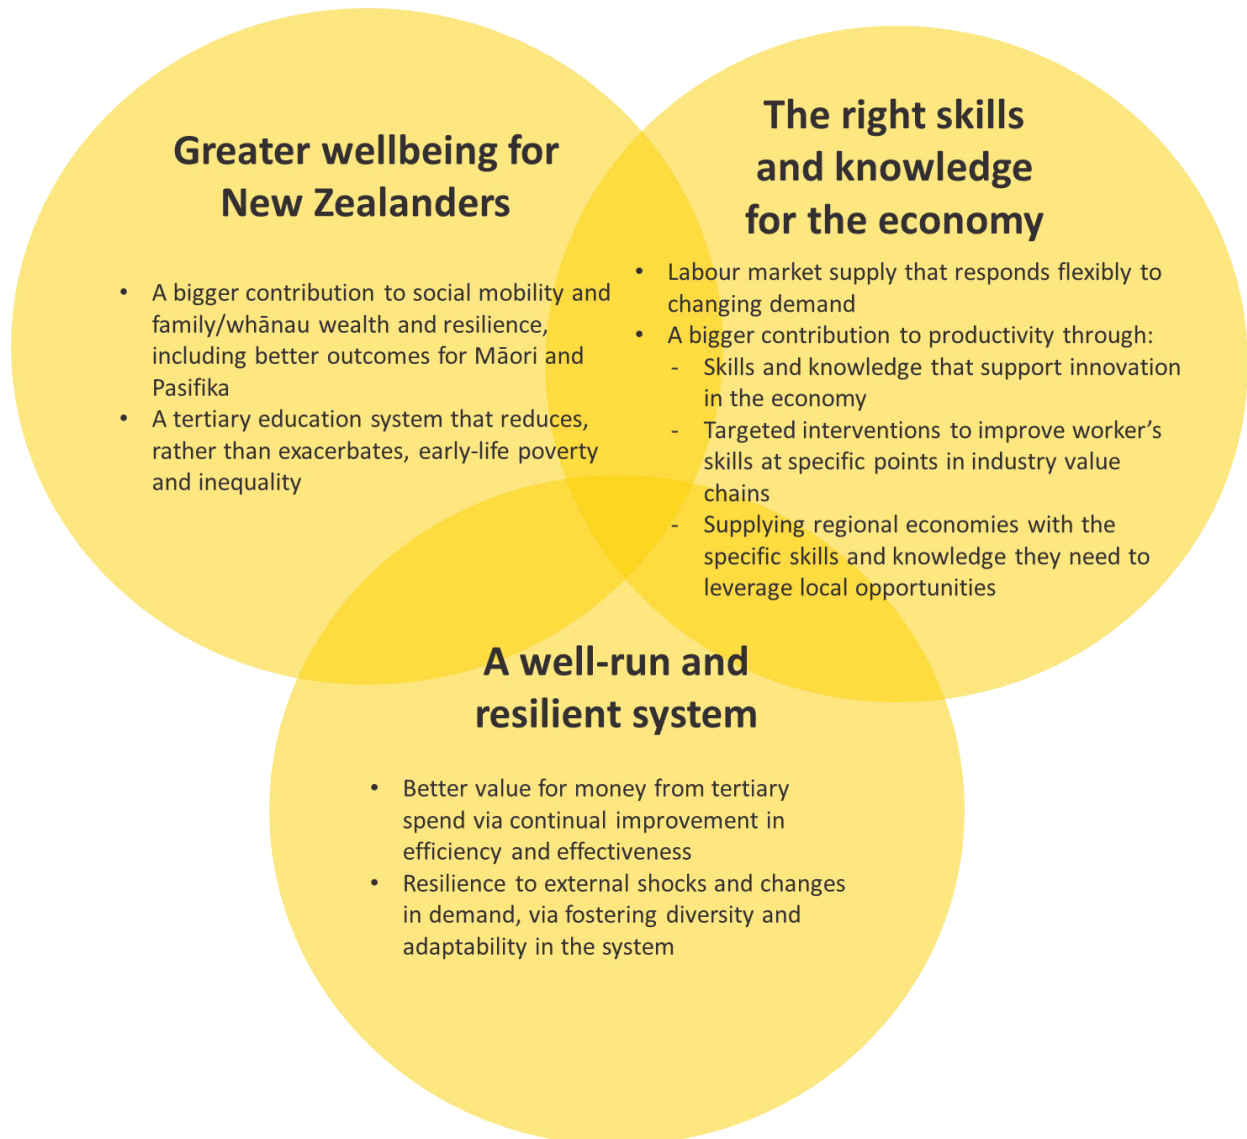 Greater wellbeing for
New Zealanders
• A bigger contribution to social mobility and
family/whānau wealth and resilience,
including better outcomes for Māori and
Pasifika
• A tertiary education system that reduces,
rather than exacerbates, early-life poverty
and inequality
The right skills
and knowledge
for the economy
• Labour market supply that responds flexibly to
changing demand
• A bigger contribution to productivity through:
- Skills and knowledge that support innovation
in the economy
- Targeted interventions to improve worker’s
skills at specific points in industry value
chains
- Supplying regional economies with the
specific skills and knowledge they need to
leverage local opportunities
A well-run and
resilient system
• Better value for money from tertiary
spend via continual improvement in
efficiency and effectiveness
• Resilience to external shocks and changes
in demand, via fostering diversity and
adaptability in the system